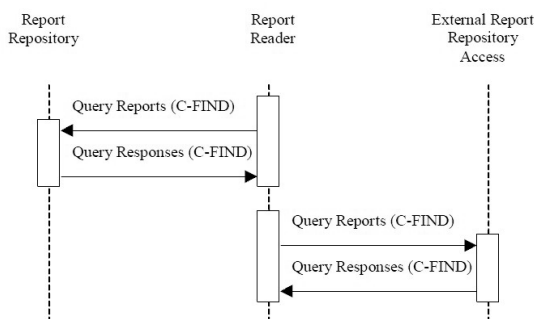 Report
Repository
Report
Reader
External Report
Repository
Access
Query Reports (C-FIND)
Query Responses (C-FIND)
Query Reports (C-FIND)
Query Responses (C-FIND)